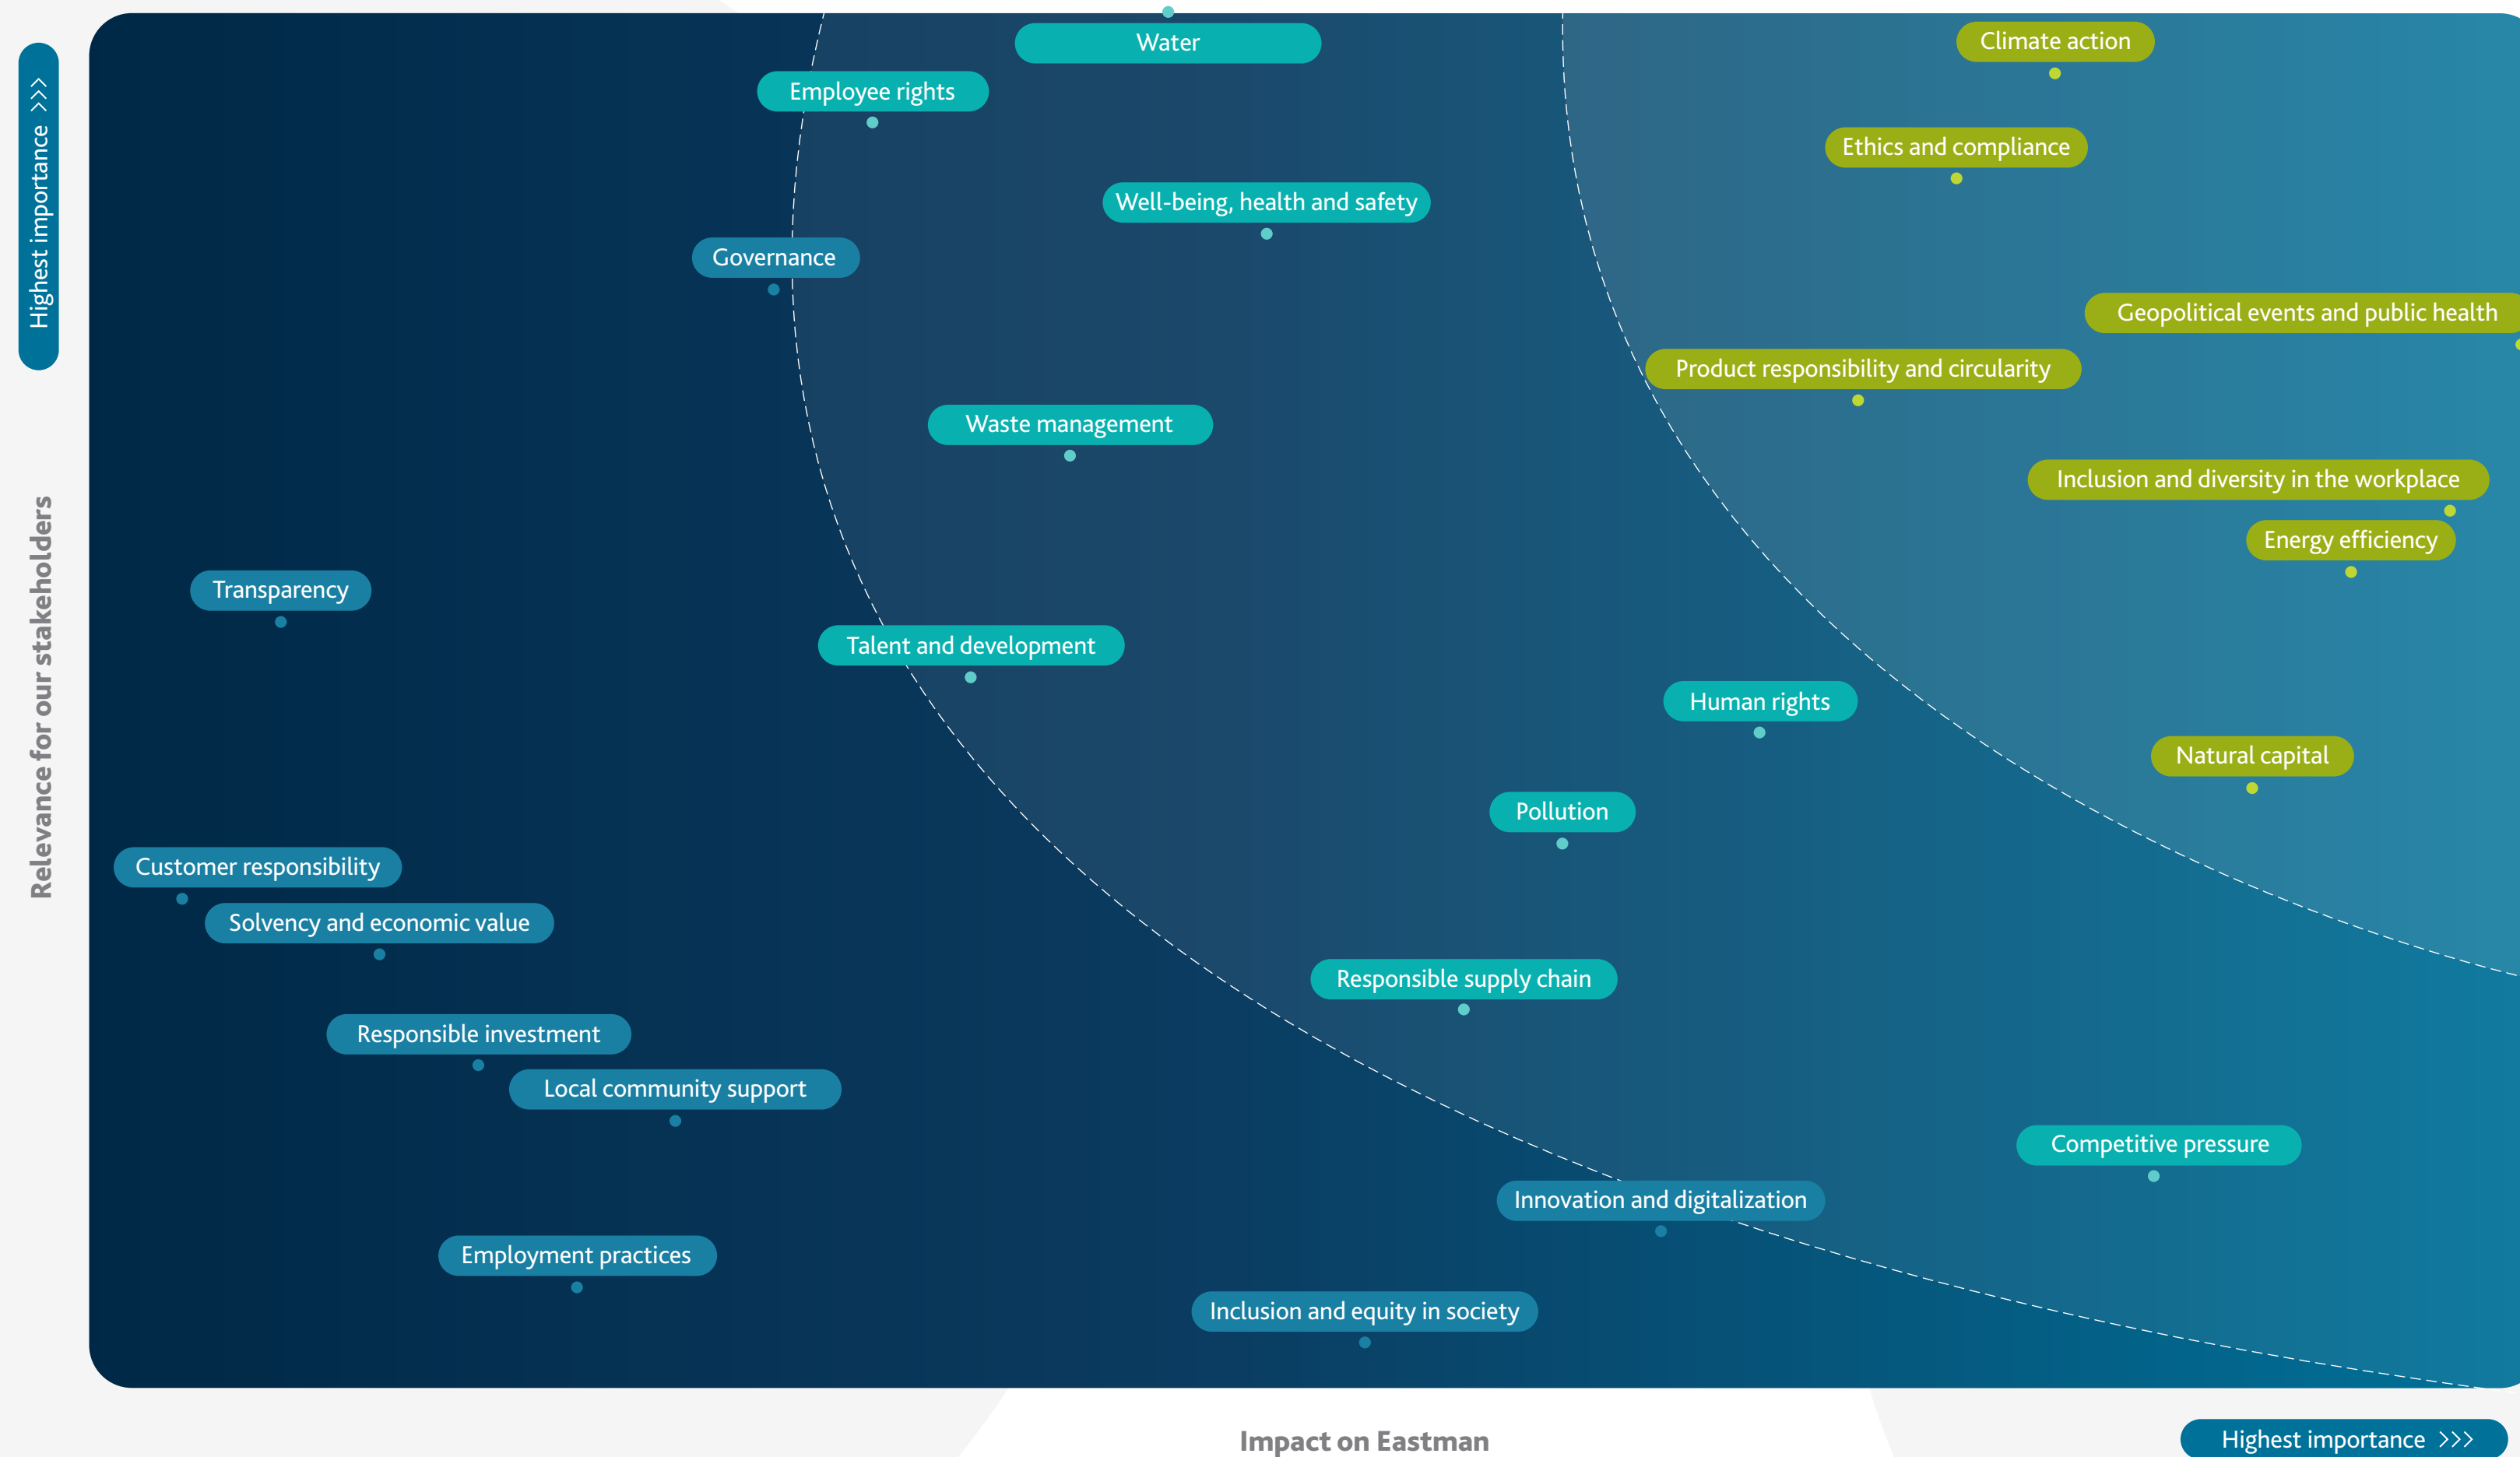 Water
Climate action
Employee rights
Ethics and compliance
Highest importance
Well-being, health and safety
Governance
Geopolitical events and public health
Product responsibility and circularity
Waste management
Inclusion and diversity in the workplace
Energy efficiency
Transparency
Relevance for our stakeholders
Talent and development
Human rights
Natural capital
Pollution
Customer responsibility
Solvency and economic value
Responsible supply chain
Responsible investment
Local community support
Competitive pressure
Innovation and digitalization
Employment practices
Inclusion and equity in society
Impact on Eastman
Highest importance